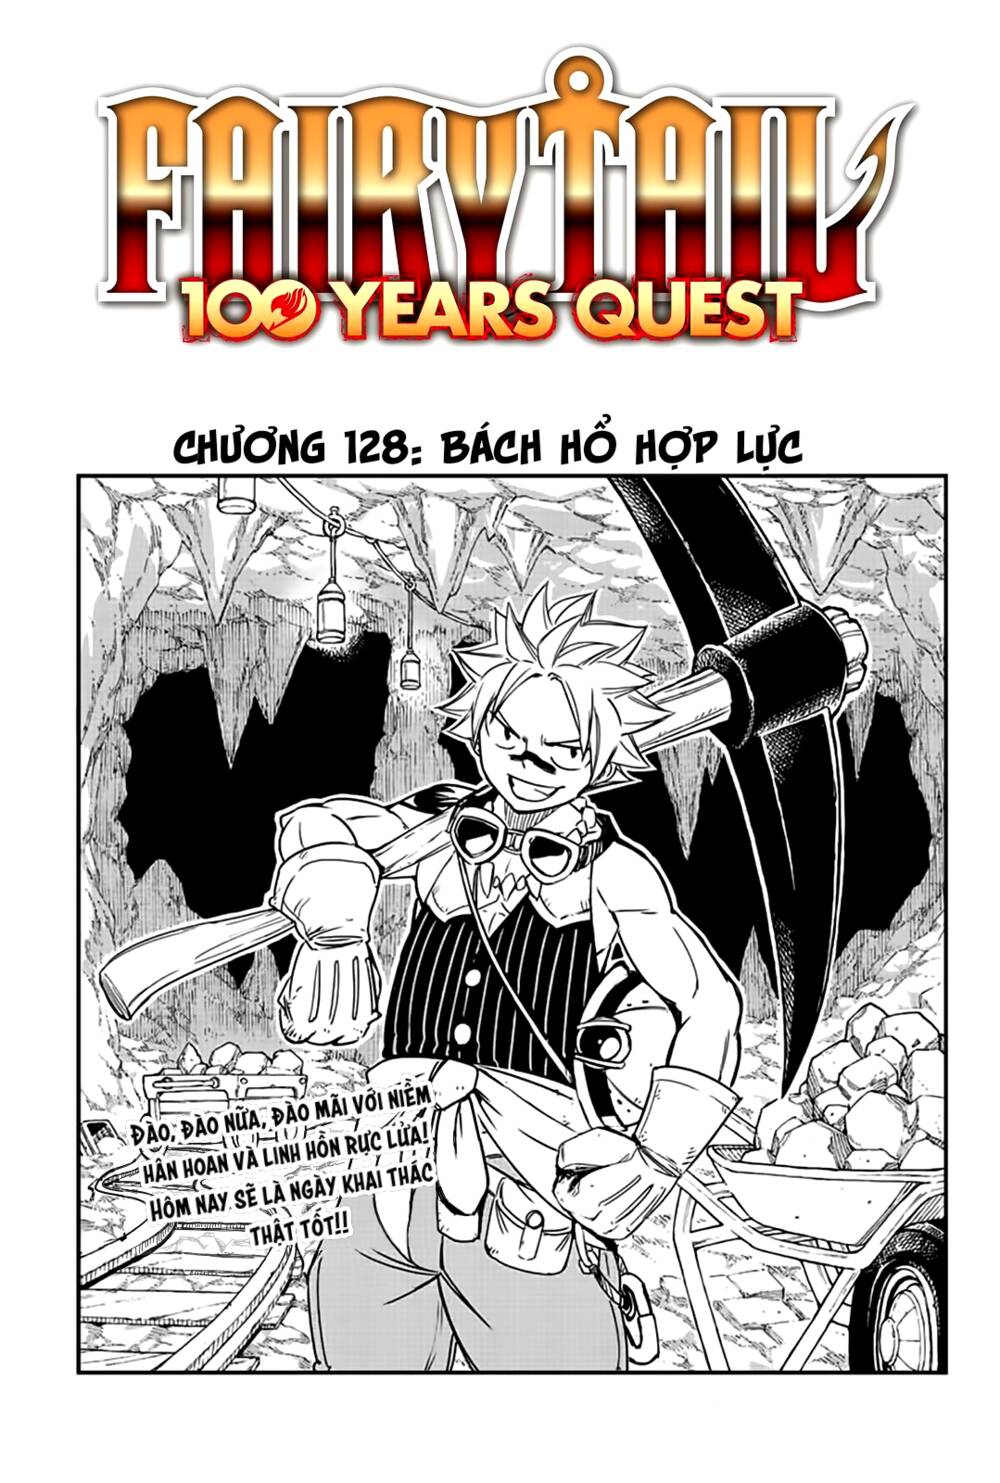 FAIRY TAIL
100 YEARS QUEST
CHƯƠNG 128: BÁCH HỔ HỢP LỰC
ĐÀO, ĐÀO NỮA, ĐÀO MÃI VỚI NIỀM
HÂN HOAN VÀ LINH HỒN RỰC LỬA!
HÔM NAY SẼ LÀ NGÀY KHAI THÁC
THẬT TỐT!!